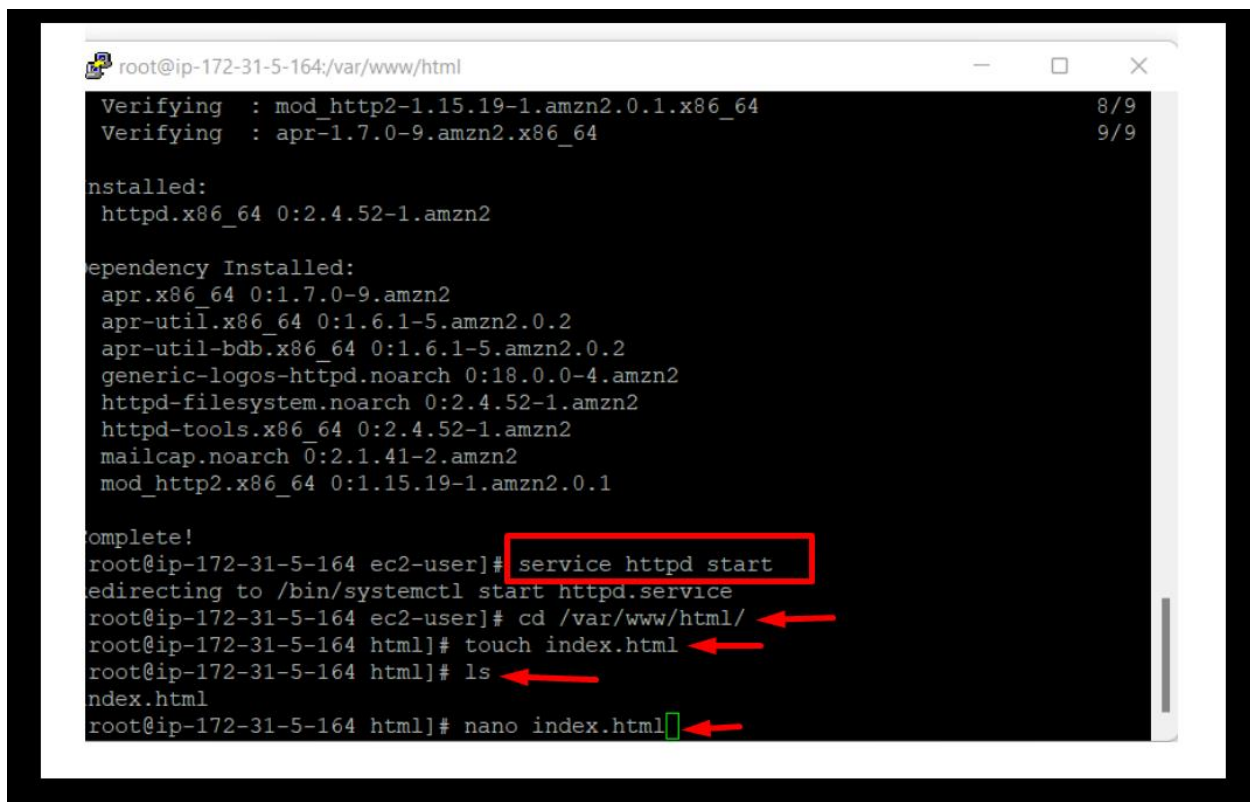 root@ip-172-31-5-164:/var/www/html
Verifying : mod_http2-1.15.19-1.amzn2.0.1.x86_64 8/9
Verifying : apr-1.7.0-9.amzn2.x86_64 9/9
nstalled:
httpd.x86_64 0:2.4.52-1.amzn2
ependency Installed:
apr.x86_64 0:1.7.0-9.amzn2
apr-util.x86_64 0:1.6.1-5.amzn2.0.2
apr-util-bdb.x86_64 0:1.6.1-5.amzn2.0.2
generic-logos-httpd.noarch 0:18.0.0-4.amzn2
httpd-filesystem.noarch 0:2.4.52-1.amzn2
httpd-tools.x86_64 0:2.4.52-1.amzn2
mailcap.noarch 0:2.1.41-2.amzn2
mod_http2.x86_64 0:1.15.19-1.amzn2.0.1
omplete!
root@ip-172-31-5-164 ec2-user]# service httpd start
edirecting to /bin/systemctl start httpd.service
root@ip-172-31-5-164 ec2-user]# cd /var/www/html/
root@ip-172-31-5-164 html]# touch index.html
root@ip-172-31-5-164 html]# ls
ndex.html
root@ip-172-31-5-164 html]# nano index.html